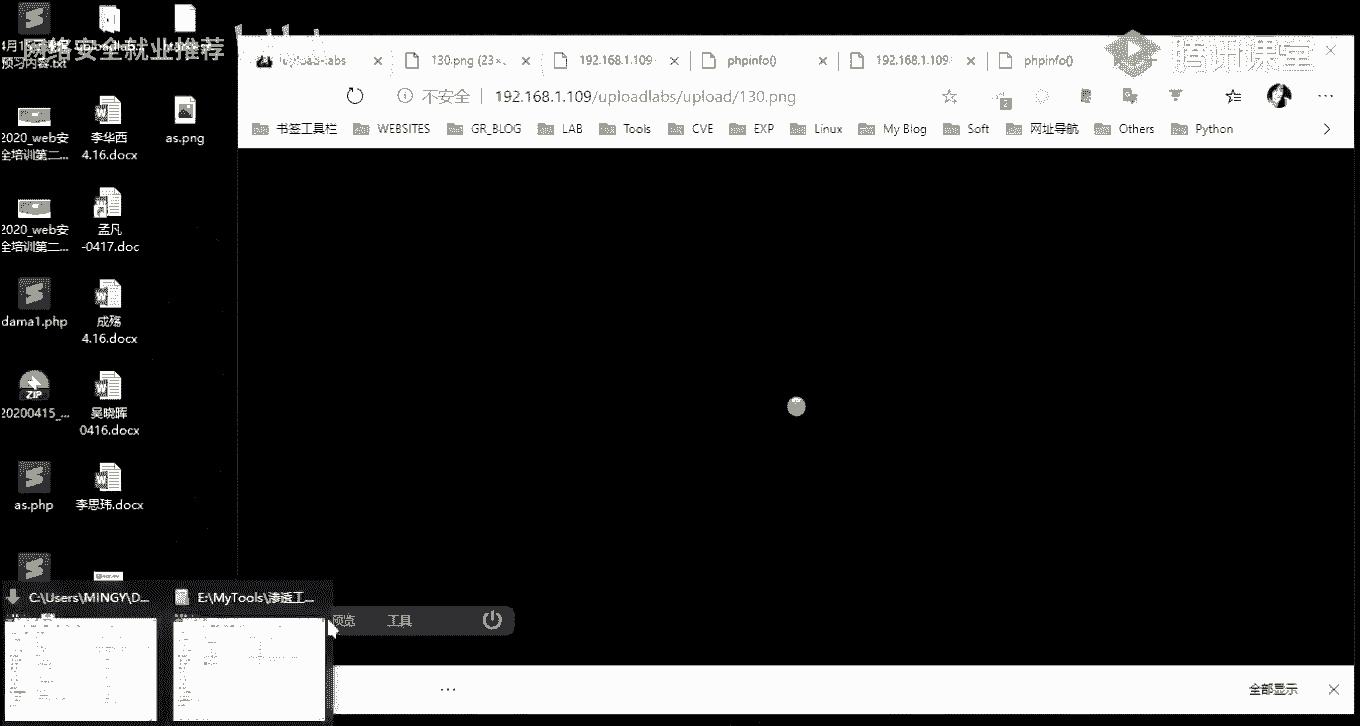 网络安全就业推荐
腾讯课堂
预习内容.txt
2020_web安
全培训第二...
李华西
4.16.docx
as.png
2020_web安
全培训第二...
孟凡
-0417.doc
dama1.php
成殇
4.16.docx
ZIP
20200415_...
吴晓晖
0416.docx
as.php
李思玮.docx
130.png (23×
192.168.1.109
phpinfo()
192.168.1.109
phpinfo()
不安全
192.168.1.109/uploadlabs/upload/130.png
2
书签工具栏
WEBSITES
GR_BLOG
LAB
Tools
CVE
EXP
Linux
My Blog
Soft
网址导航
Others
Python
C:\Users\MINGY\D...
E:\MyTools\渗透工...
预览
工具
...
全部显示